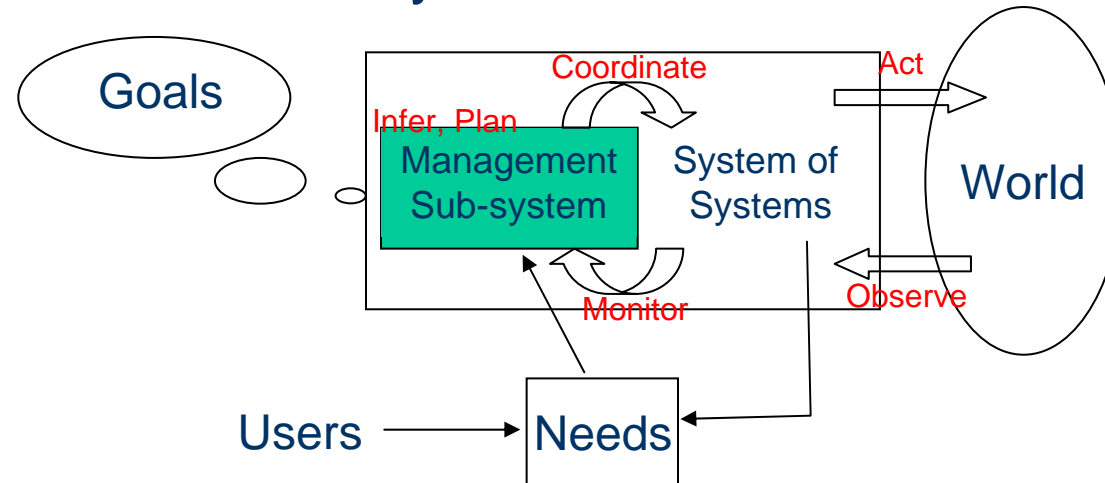 Goals
Coordinate
Act
Infer, Plan
Management
Sub-system
System of
Systems
World
Observe
Monitor
Users
Needs